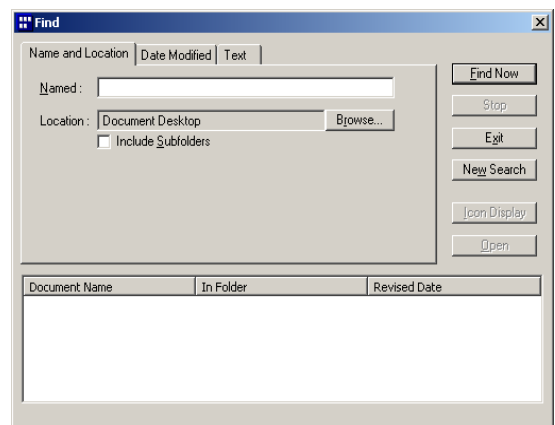 Find
Name and Location Date Modified Text
Named :
Location : Document Desktop Browse...
Include Subfolders
Find Now
Stop
Exit
New Search
Icon Display
Open
Document Name In Folder Revised Date